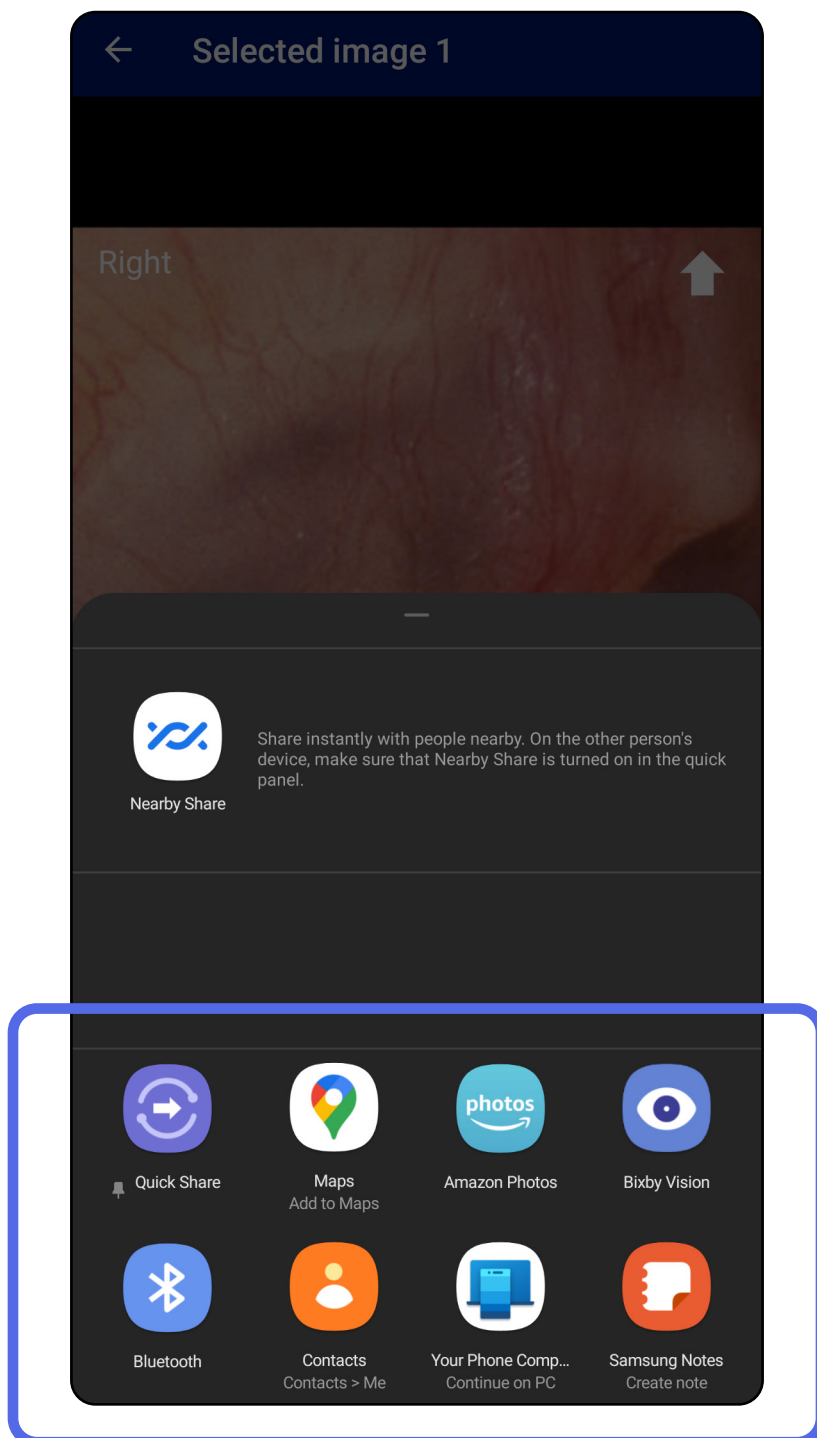 Selected image 1
Right
Share instantly with people nearby. On the other person's
device, make sure that Nearby Share is turned on in the quick
panel.
Nearby Share
photos
Quick Share
Maps
Amazon Photos
Bixby Vision
Add to Maps
Bluetooth
Contacts
Your Phone Comp...
Samsung Notes
Contacts > Me
Continue on PC
Create note